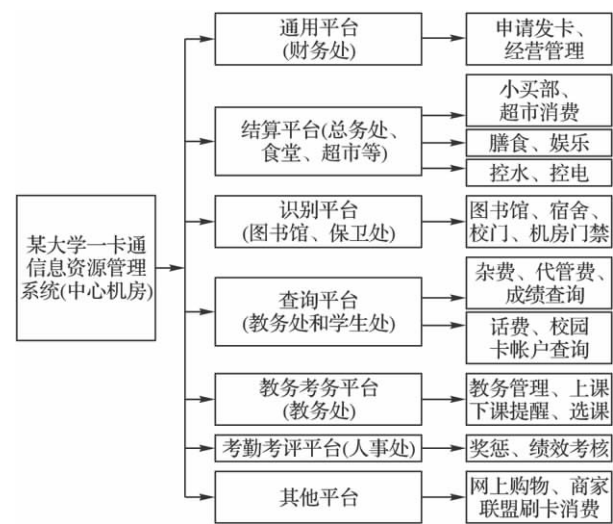 某大学一卡通
信息资源管理
系统(中心机房)
通用平台
(财务处)
申请发卡、
经营管理
结算平台(总务处、
食堂、超市等)
小买部、
超市消费
膳食、娱乐
控水、控电
识别平台
(图书馆、保卫处)
图书馆、宿舍、
校门、机房门禁
查询平台
(教务处和学生处)
杂费、代管费、
成绩查询
话费、校园
卡帐户查询
教务考务平台
(教务处)
教务管理、上课
下课提醒、选课
考勤考评平台(人事处)
奖惩、绩效考核
其他平台
网上购物、商家
联盟刷卡消费